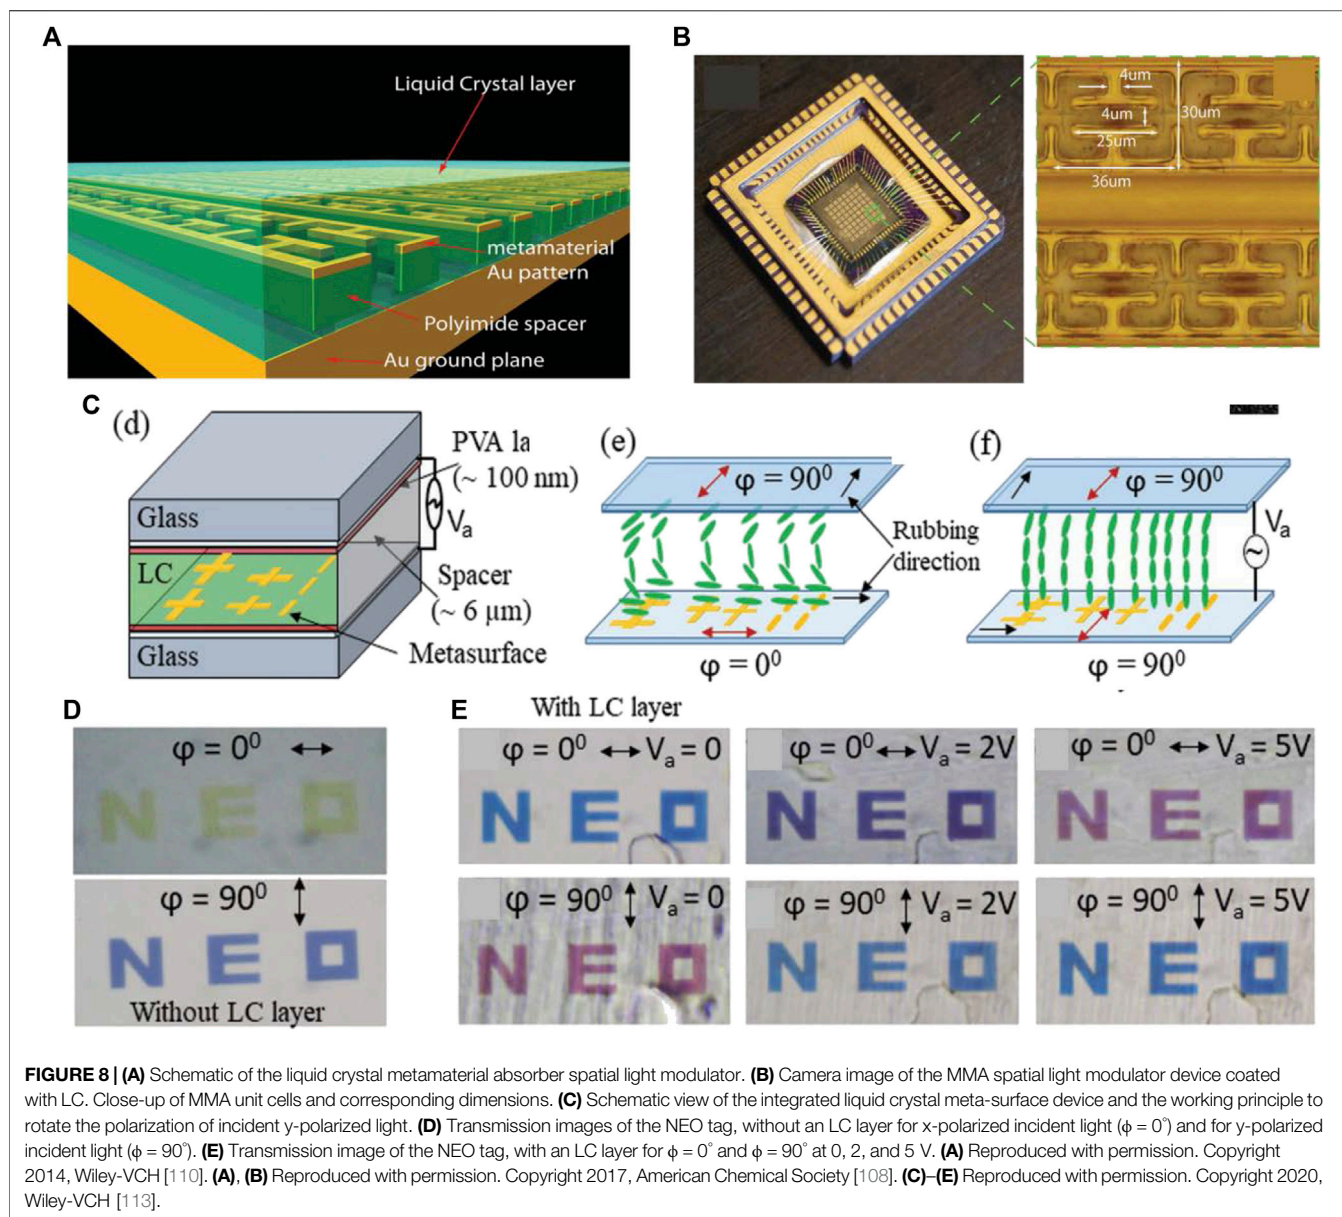 A
Liquid Crystal layer
metamaterial
Au pattern
Polyimide spacer
Au ground plane
B
4um
4um
30um
25um
36um
C
(d)
PVA la
(~ 100 nm)
Glass
Va
LC
Spacer
(~ 6 μm)
Glass
Metasurface
(e)
φ = 90⁰
Rubbing
direction
φ = 0⁰
(f)
φ = 90⁰
Va
φ = 90⁰
D
φ = 0⁰
NEO
φ = 90⁰
NEO
Without LC layer
E
With LC layer
φ = 0⁰ ↔ Va = 0
NEO
φ = 0⁰ ↔ Va = 2V
NEO
φ = 0⁰ ↔ Va = 5V
NEO
φ = 90⁰ ↕ Va = 0
NEO
φ = 90⁰ ↕ Va = 2V
NEO
φ = 90⁰ ↕ Va = 5V
NEO
FIGURE 8 | (A) Schematic of the liquid crystal metamaterial absorber spatial light modulator. (B) Camera image of the MMA spatial light modulator device coated
with LC. Close-up of MMA unit cells and corresponding dimensions. (C) Schematic view of the integrated liquid crystal meta-surface device and the working principle to
rotate the polarization of incident y-polarized light. (D) Transmission images of the NEO tag, without an LC layer for x-polarized incident light (ϕ = 0°) and for y-polarized
incident light (ϕ = 90°). (E) Transmission image of the NEO tag, with an LC layer for ϕ = 0° and ϕ = 90° at 0, 2, and 5 V. (A) Reproduced with permission. Copyright
2014, Wiley-VCH [110]. (A), (B) Reproduced with permission. Copyright 2017, American Chemical Society [108]. (C)–(E) Reproduced with permission. Copyright 2020,
Wiley-VCH [113].